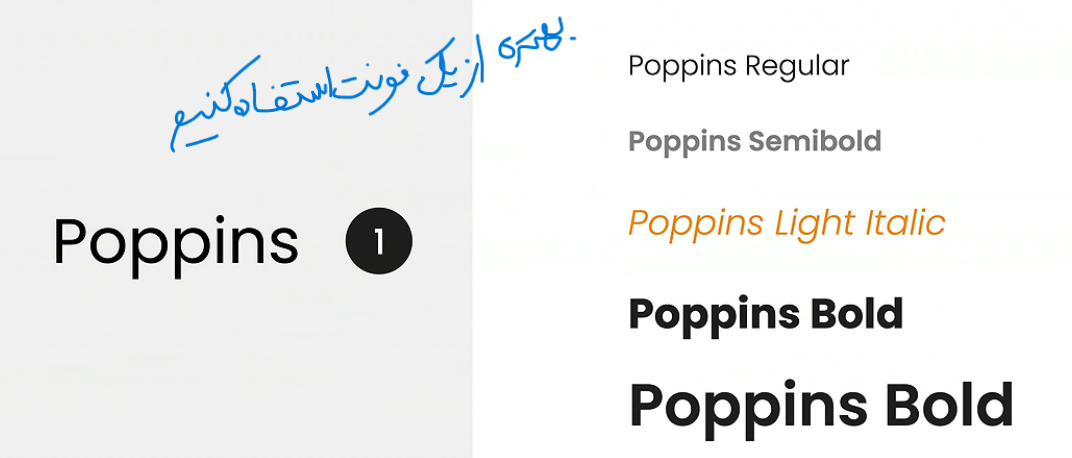 بهتره از یک فونت استفاده کنیم
Poppins 1
Poppins Regular
Poppins Semibold
Poppins Light Italic
Poppins Bold
Poppins Bold